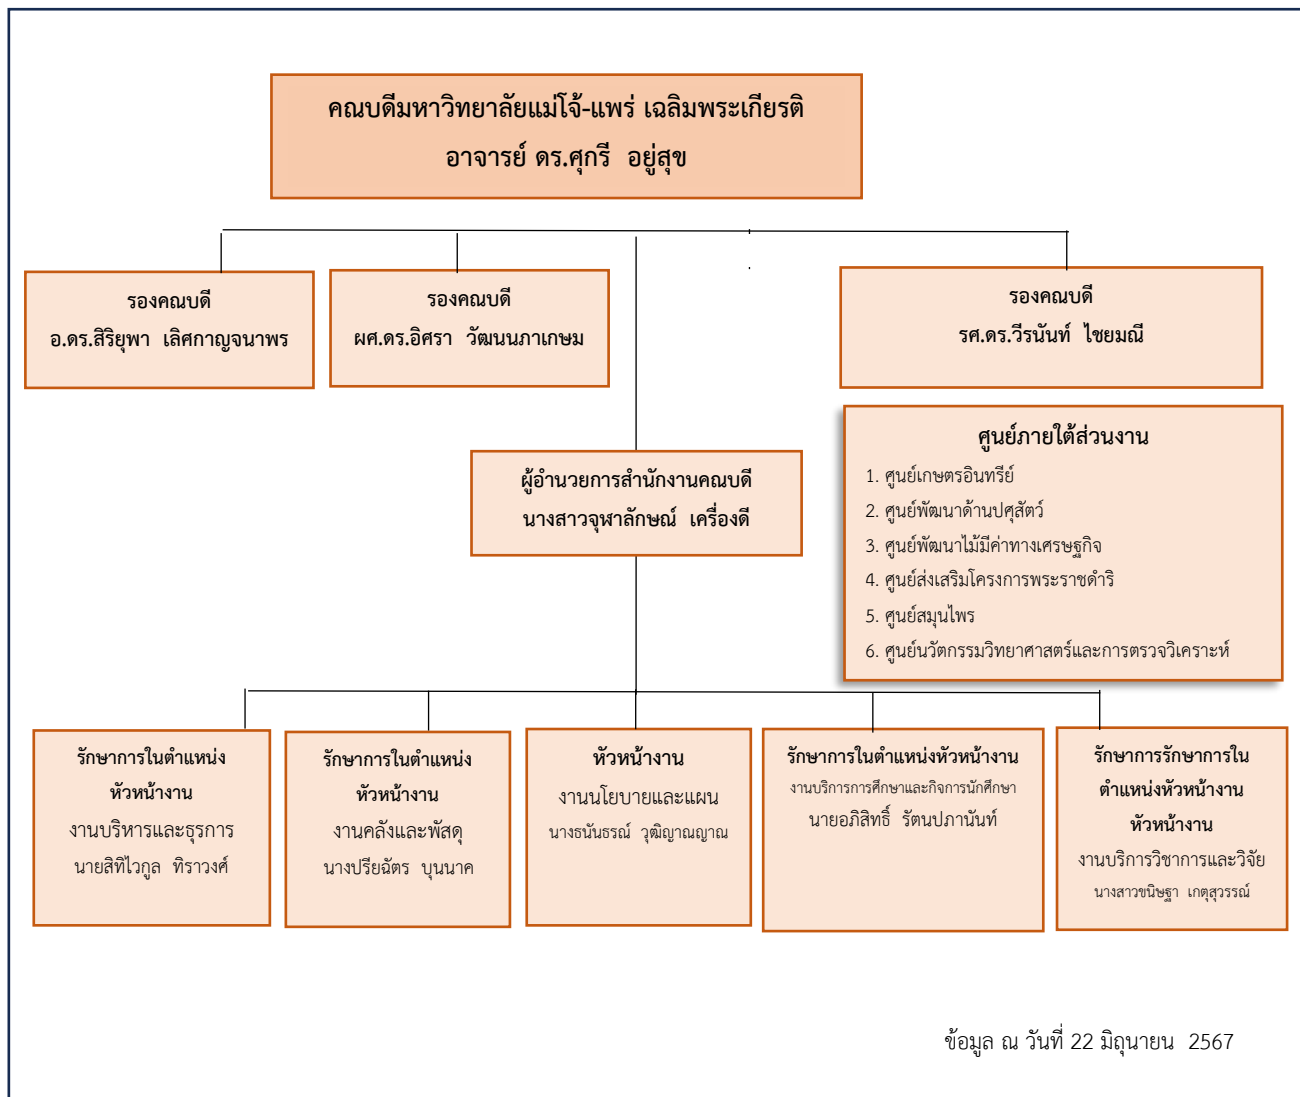 คณบดีมหาวิทยาลัยแม่โจ้-แพร่ เฉลิมพระเกียรติ
อาจารย์ ดร.ศุกรี  อยู่สุข
รองคณบดี
อ.ดร.สิริยุพา  เลิศกาญจนาพร
รองคณบดี
ผศ.ดร.อิศรา  วัฒนนภาเกษม
รองคณบดี
รศ.ดร.วีรนันท์  ไชยมณี
ศูนย์ภายใต้ส่วนงาน
1. ศูนย์เกษตรอินทรีย์
2. ศูนย์พัฒนาด้านปศุสัตว์
3. ศูนย์พัฒนาไม้มีค่าทางเศรษฐกิจ
4. ศูนย์ส่งเสริมโครงการพระราชดำริ
5. ศูนย์สมุนไพร
6. ศูนย์นวัตกรรมวิทยาศาสตร์และการตรวจวิเคราะห์
ผู้อำนวยการสำนักงานคณบดี
นางสาวจุฬาลักษณ์  เครื่องดี
รักษาการในตำแหน่ง
หัวหน้างาน
งานบริหารและธุรการ
นายสิทิไวกูล  ทิราวงศ์
รักษาการในตำแหน่ง
หัวหน้างาน
งานคลังและพัสดุ
นางปรียฉัตร  บุนนาค
หัวหน้างาน
งานนโยบายและแผน
นางธนันธรณ์  วุฒิญาณญาณ
รักษาการในตำแหน่งหัวหน้างาน
งานบริการการศึกษาและกิจการนักศึกษา
นายอภิสิทธิ์  รัตนปภานันท์
รักษาการรักษาการใน
ตำแหน่งหัวหน้างาน
หัวหน้างาน
งานบริการวิชาการและวิจัย
นางสาวขนิษฐา  เกตุสุวรรณ์
ข้อมูล ณ วันที่ 22 มิถุนายน  2567